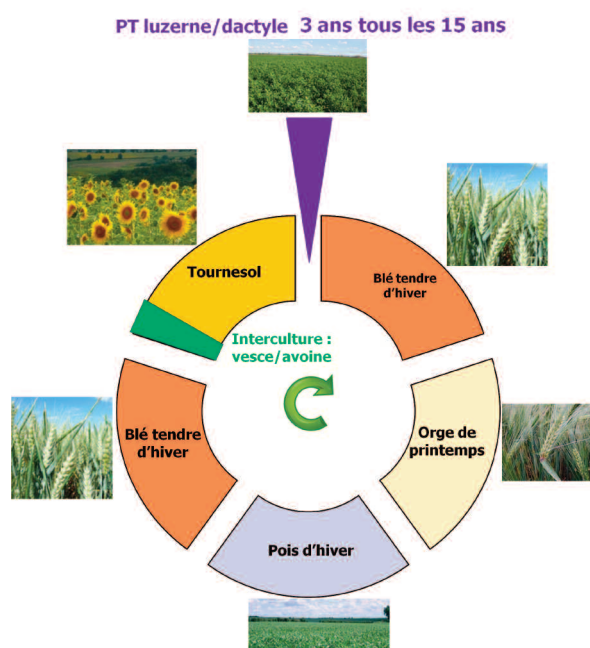 PT luzerne/dactyle 3 ans tous les 15 ans
Tournesol
Blé tendre
d'hiver
Interculture :
vesce/avoine
Blé tendre
d'hiver
Orge de
printemps
Pois d'hiver